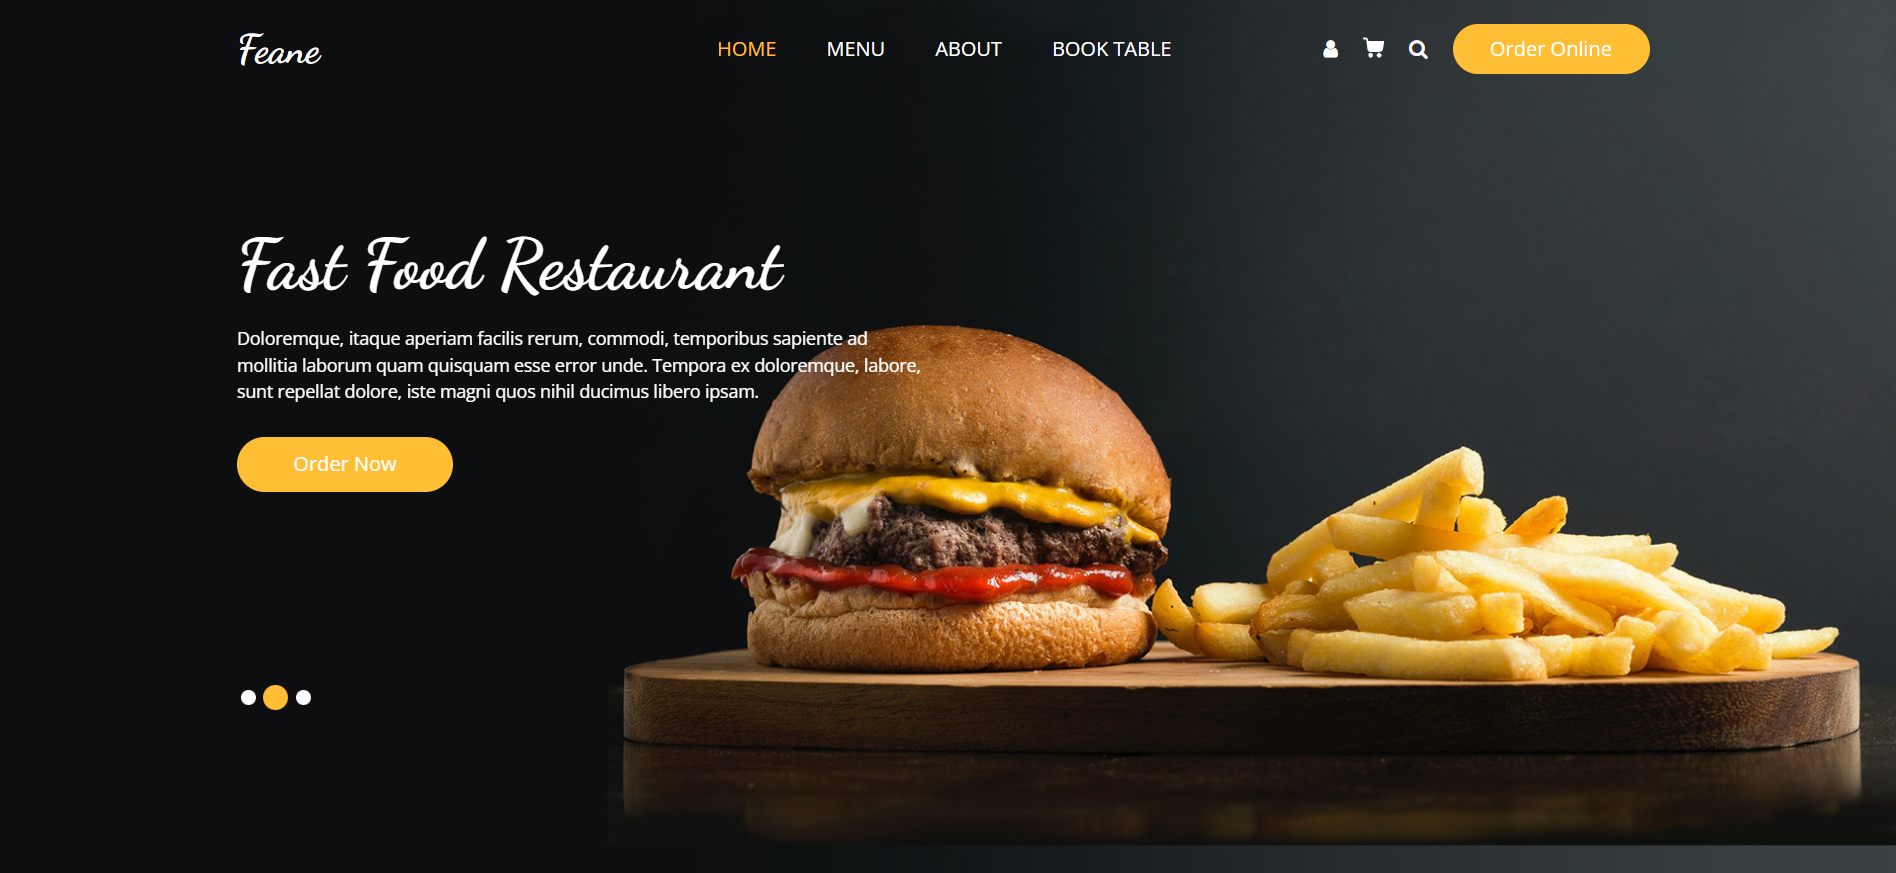 Feane
HOME MENU ABOUT BOOK TABLE
Order Online
Fast Food Restaurant
Doloremque, itaque aperiam facilis rerum, commodi, temporibus sapiente ad
mollitia laborum quam quisquam esse error unde. Tempora ex doloremque, labore,
sunt repellat dolore, iste magni quos nihil ducimus libero ipsam.
Order Now